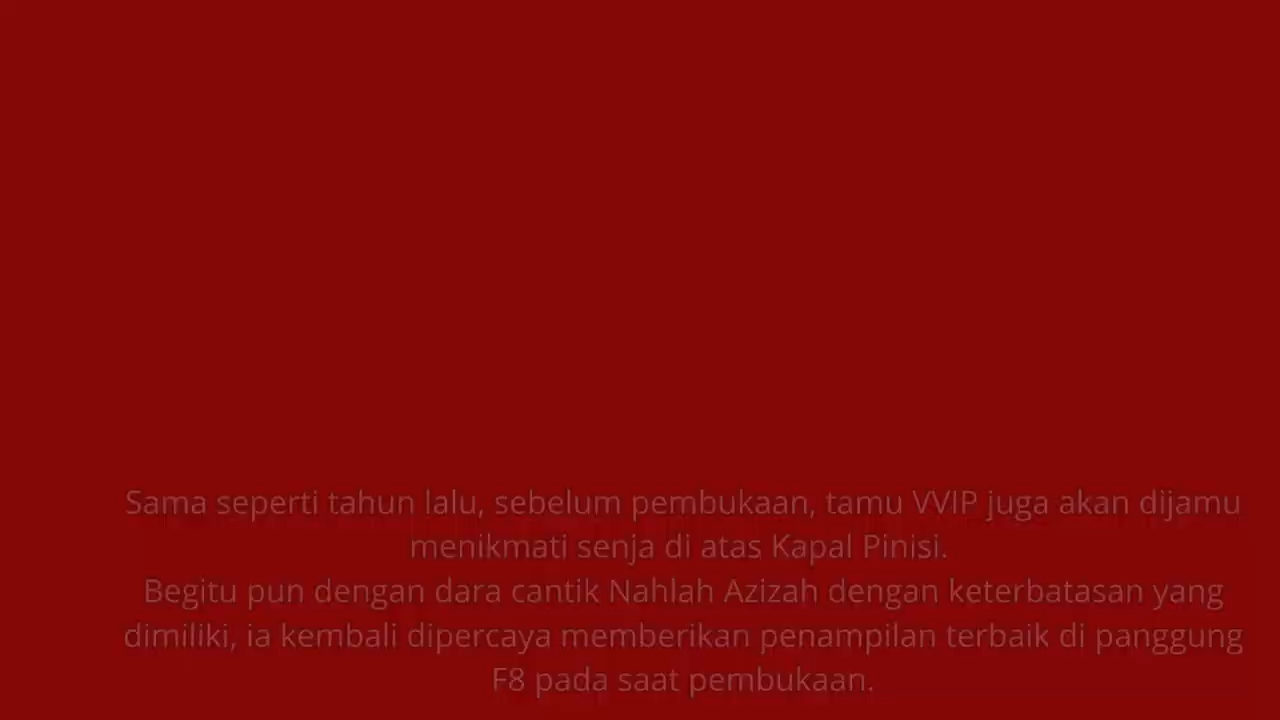 Sama seperti tahun lalu, sebelum pembukaan, tamu VVIP juga akan dijamu
menikmati senja di atas Kapal Pinisi.
Begitu pun dengan dara cantik Nahlah Azizah dengan keterbatasan yang
dimiliki, ia kembali dipercaya memberikan penampilan terbaik di panggung
F8 pada saat pembukaan.